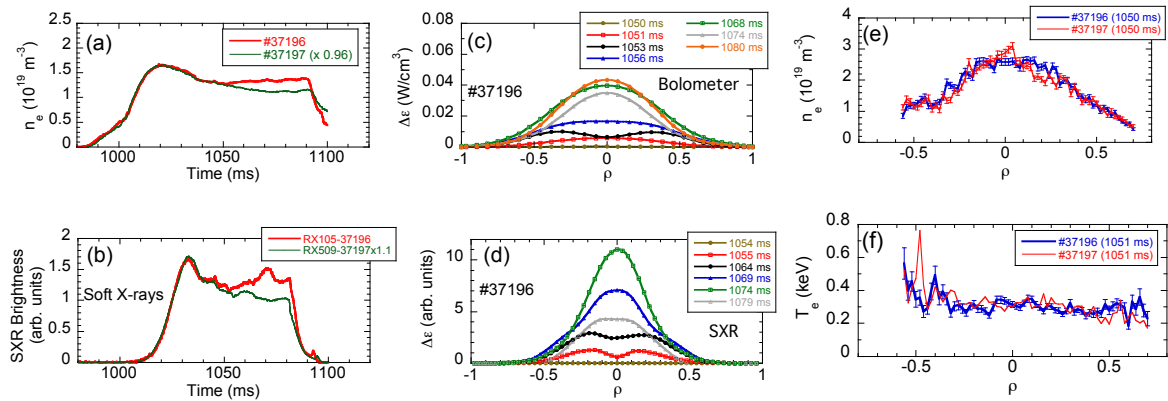 (a)
#37196
#37197 (x 0.96)
n_e (10^19 m^-3)
2.5
2
1.5
1
0.5
0
1000
1050
1100
Time (ms)
(b)
RX105-37196
RX509-37197x1.1
Soft X-rays
SXR Brightness
(arb. units)
2
1.5
1
0.5
0
1000
1050
1100
Time (ms)
(c)
1050 ms
1051 ms
1053 ms
1056 ms
1068 ms
1074 ms
1080 ms
#37196
Bolometer
Δε (W/cm³)
0.08
0.06
0.04
0.02
0
-1
-0.5
0
0.5
1
ρ
(d)
1054 ms
1055 ms
1064 ms
1069 ms
1074 ms
1079 ms
#37196
SXR
Δε (arb. units)
10
5
0
-1
-0.5
0
0.5
1
ρ
(e)
#37196 (1050 ms)
#37197 (1050 ms)
n_e (10^19 m^-3)
4
3
2
1
0
-0.5
0
0.5
ρ
(f)
#37196 (1051 ms)
#37197 (1051 ms)
T_e (keV)
0.8
0.6
0.4
0.2
0
-0.5
0
0.5
ρ